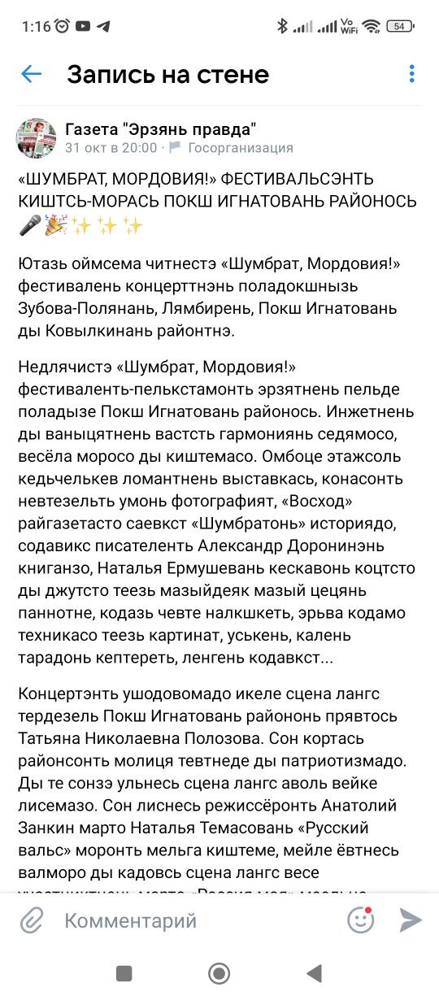 1:16
Vo WiFi
54
Запись на стене
Газета "Эрзянь правда"
31 окт в 20:00 · Госорганизация
«ШУМБРАТ, МОРДОВИЯ!» ФЕСТИВАЛЬСЭНТЬ
КИШТСЬ-МОРАСЬ ПОКШ ИГНАТОВАНЬ РАЙОНОСЬ
🎤🎉✨✨✨
Ютазь оймсема читнестэ «Шумбрат, Мордовия!»
фестивалень концерттнэнь поладокшнызь
Зубова-Полянань, Лямбирень, Покш Игнатовань
ды Ковылкинань районтнэ.
Недлячистэ «Шумбрат, Мордовия!»
фестиваленть-пелькстамонть эрзятнень пельде
поладызе Покш Игнатовань районось. Инжетнень
ды ваныцятнень вастсть гармониянь седямосо,
весёла моросо ды киштемасо. Омбоце этажсоль
кедьчелькев ломантнень выставкась, конасонть
невтезельть умонь фотографият, «Восход»
райгазетасто саевкст «Шумбратонь» историядо,
содавикс писателенть Александр Доронинэнь
книганзо, Наталья Ермушевань кескавонь коцтсто
ды джутсто теезь мазыйдеяк мазый цецянь
паннотне, кодазь чевте налкшкеть, эрьва кодамо
техникасо теезь картинат, уськень, калень
тарадонь кептереть, ленгень кодавкст...
Концертэнть ушодовомадо икеле сцена лангс
тердезель Покш Игнатовань райононь прявтось
Татьяна Николаевна Полозова. Сон кортась
районсонть молиця тевтнеде ды патриотизмадо.
Ды те сонзэ ульнесь сцена лангс аволь вейке
лисемазо. Сон лиснесь режиссёронть Анатолий
Занкин марто Наталья Темасовань «Русский
вальс» моронть мельга киштеме, мейле ёвтнесь
валморо ды кадовсь сцена лангс весе
Комментарий